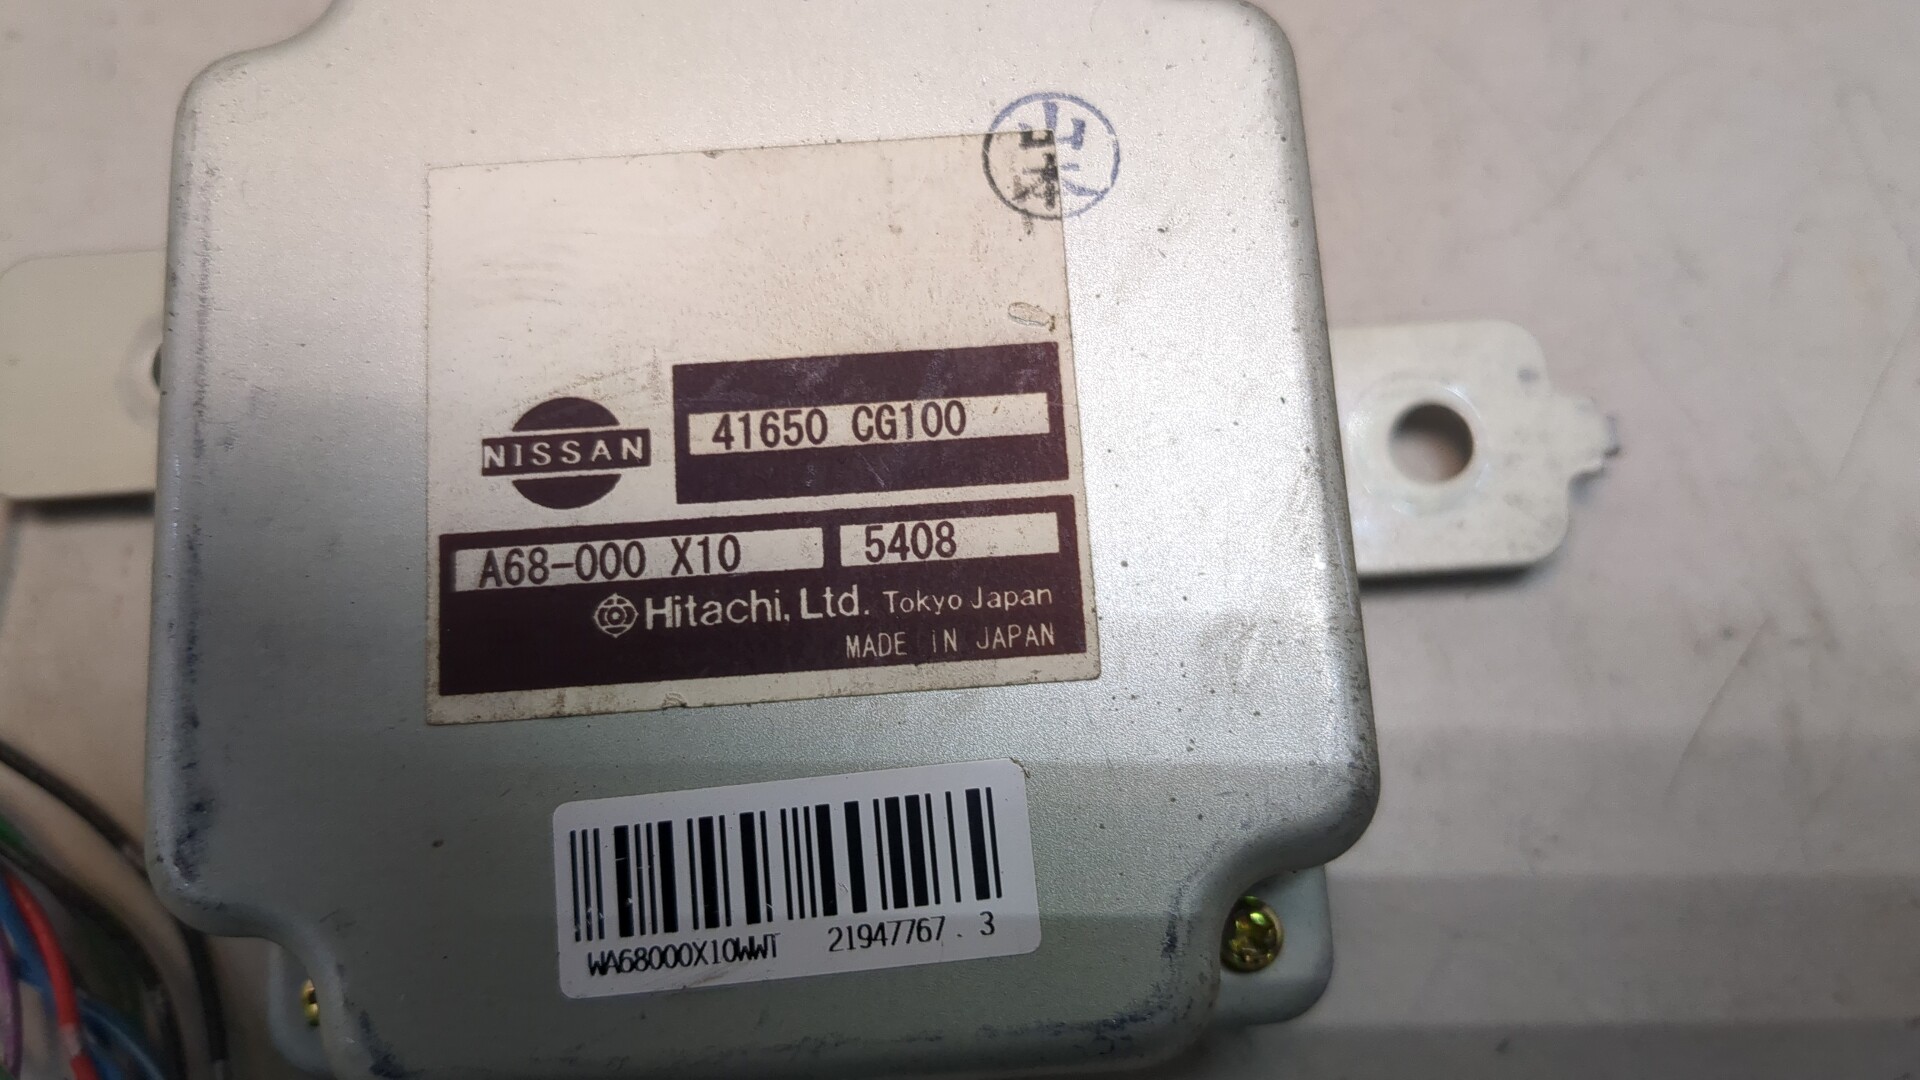 NISSAN
41650 CG100
A68-000 X10
5408
Hitachi, Ltd. Tokyo Japan
MADE IN JAPAN
WA68000X10WWT 21947767 . 3